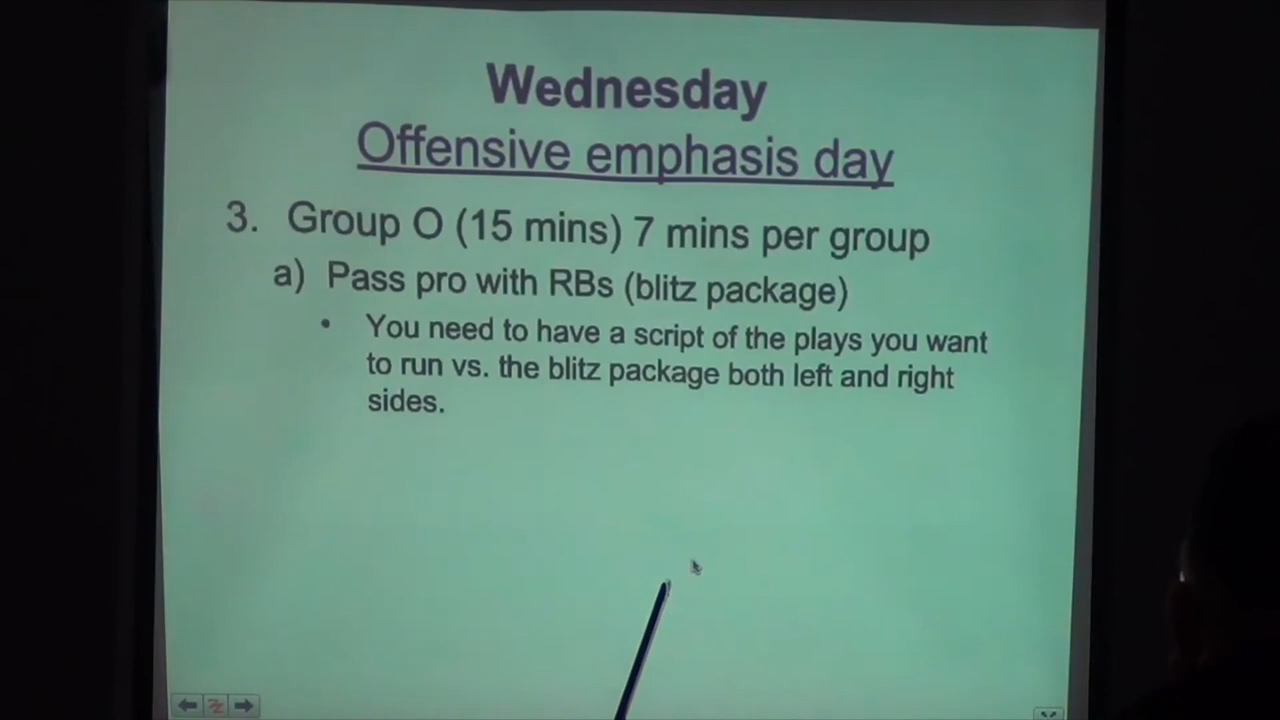 Wednesday
Offensive emphasis day
3. Group O (15 mins) 7 mins per group
a) Pass pro with RBs (blitz package)
• You need to have a script of the plays you want
to run vs. the blitz package both left and right
sides.